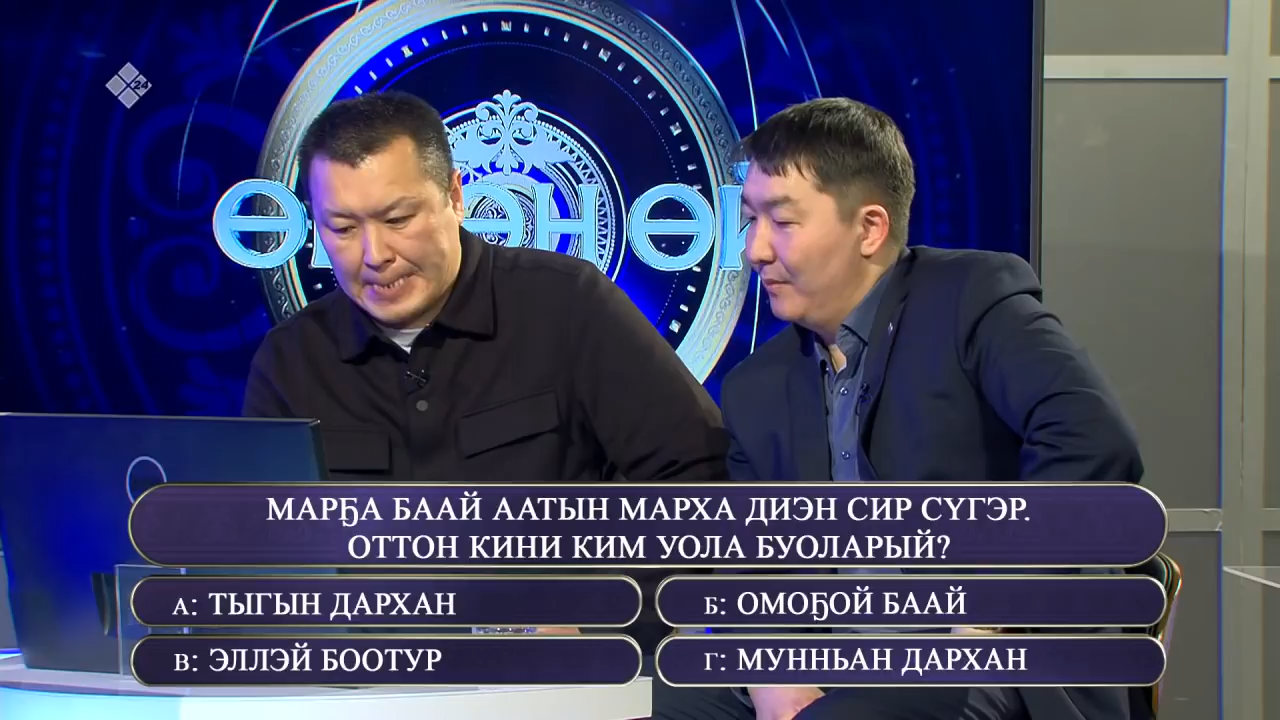 24
МАРҔА БААЙ ААТЫН МАРХА ДИЭН СИР СҮГЭР.
ОТТОН КИНИ КИМ УОЛА БУОЛАРЫЙ?
А: ТЫГЫН ДАРХАН
Б: ОМОҔОЙ БААЙ
В: ЭЛЛЭЙ БООТУР
Г: МУННЬАН ДАРХАН